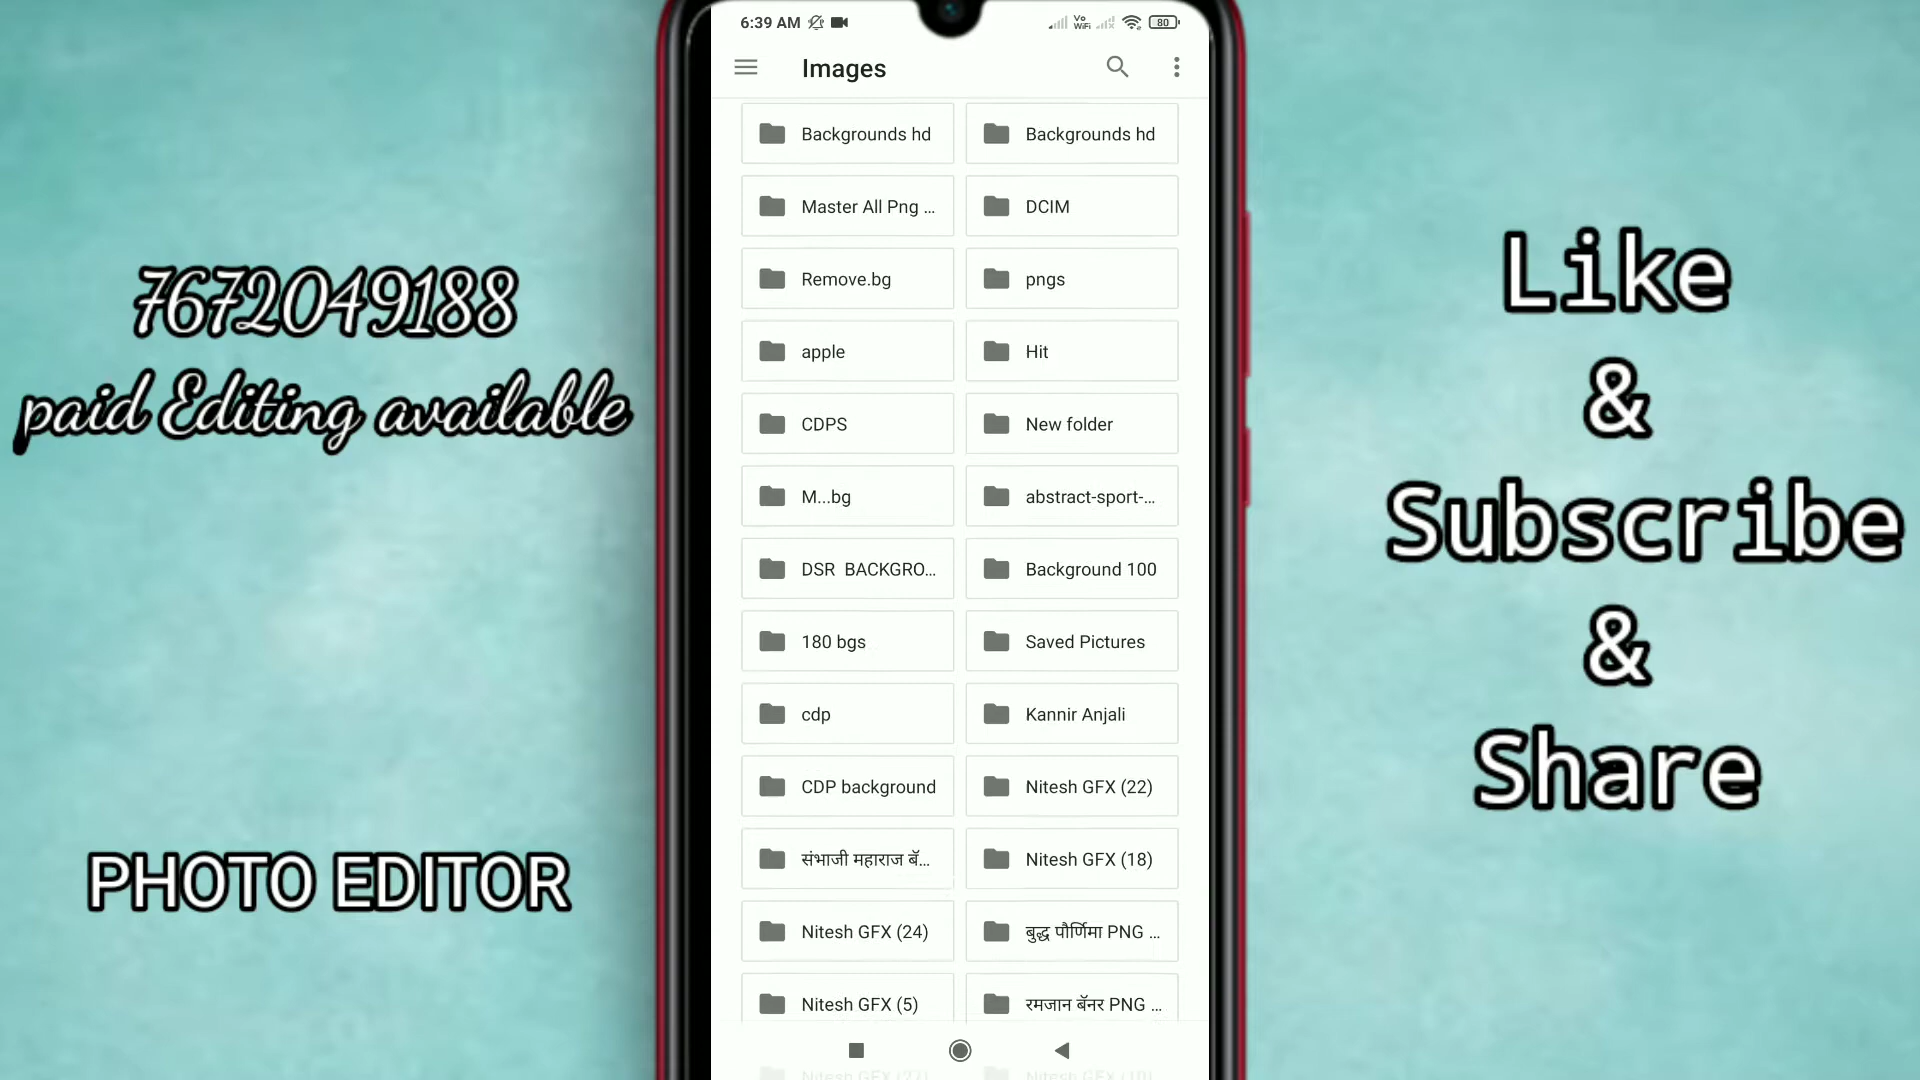 6:39 AM
Vo
WiFi
80
Images
Backgrounds hd
Backgrounds hd
Master All Png ...
DCIM
Remove.bg
pngs
apple
Hit
CDPS
New folder
M...bg
abstract-sport-...
DSR BACKGRO...
Background 100
180 bgs
Saved Pictures
cdp
Kannir Anjali
CDP background
Nitesh GFX (22)
संभाजी महाराज बॅ...
Nitesh GFX (18)
Nitesh GFX (24)
बुद्ध पौर्णिमा PNG ...
Nitesh GFX (5)
रमजान बॅनर PNG ...
7672049188
paid Editing available
PHOTO EDITOR
Like
&
Subscribe
&
Share